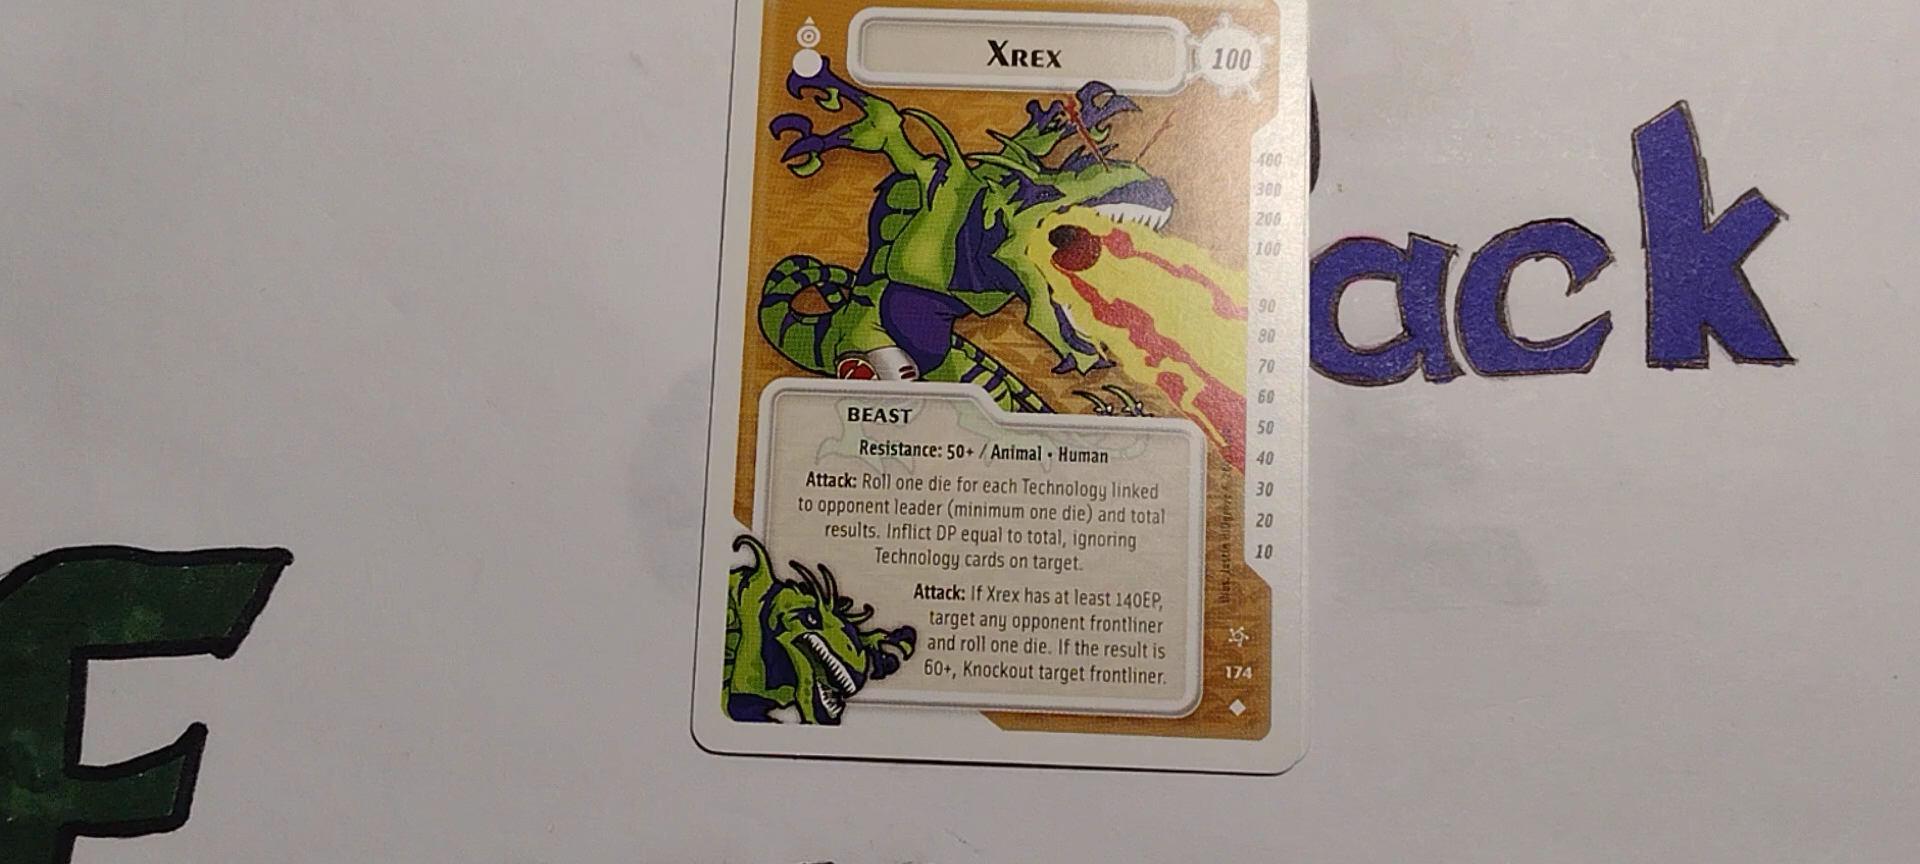 XREX
100
400
300
200
100
90
80
70
60
50
40
30
20
10
BEAST
Resistance: 50+ / Animal • Human
Attack: Roll one die for each Technology linked
to opponent leader (minimum one die) and total
results. Inflict DP equal to total, ignoring
Technology cards on target.
Attack: If Xrex has at least 140EP,
target any opponent frontliner
and roll one die. If the result is
60+, Knockout target frontliner.
174
ack
F